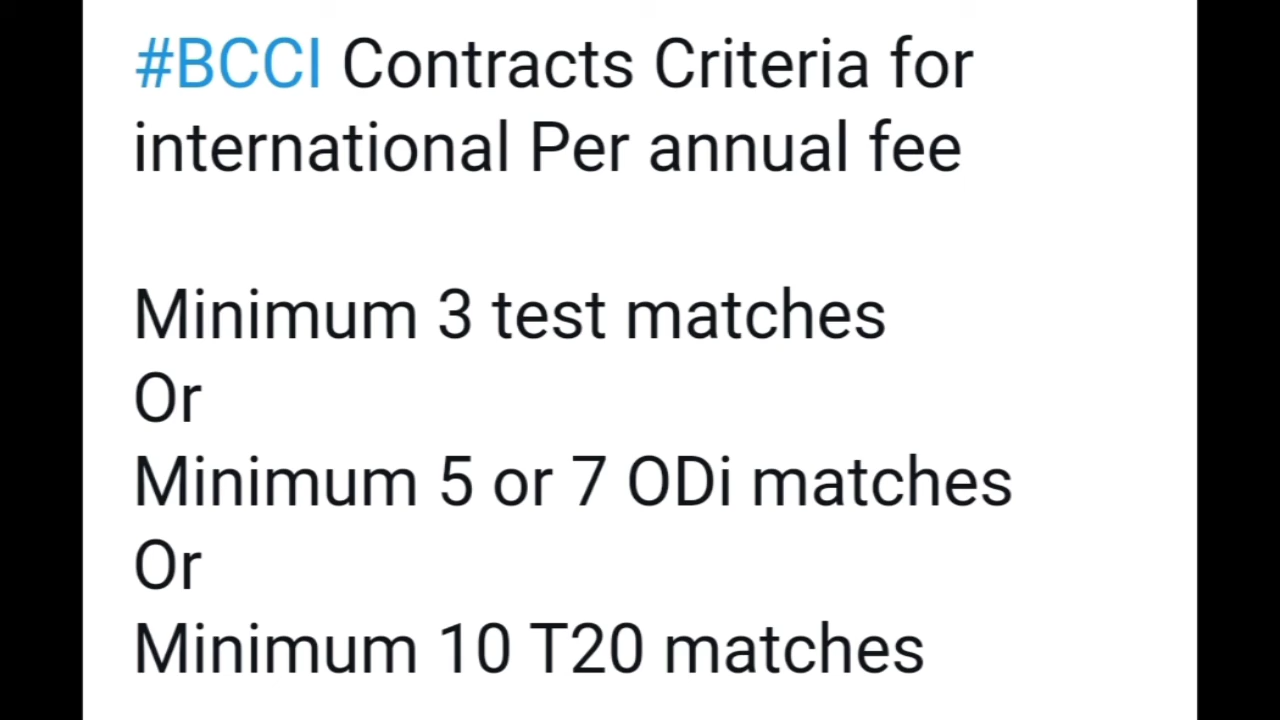 #BCCI Contracts Criteria for
international Per annual fee
Minimum 3 test matches
Or
Minimum 5 or 7 ODi matches
Or
Minimum 10 T20 matches